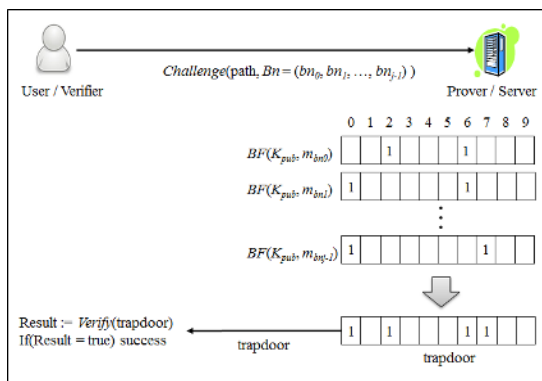 Challenge(path, Bn = (bn0, bn1, …, bnj-1) )
User / Verifier
Prover / Server
0 1 2 3 4 5 6 7 8 9
BF(Kpub, mbn0) 1 1
BF(Kpub, mbn1) 1 1
BF(Kpub, mbnj-1) 1 1
Result := Verify(trapdoor)
If(Result = true) success
trapdoor
1 1 1 1
trapdoor